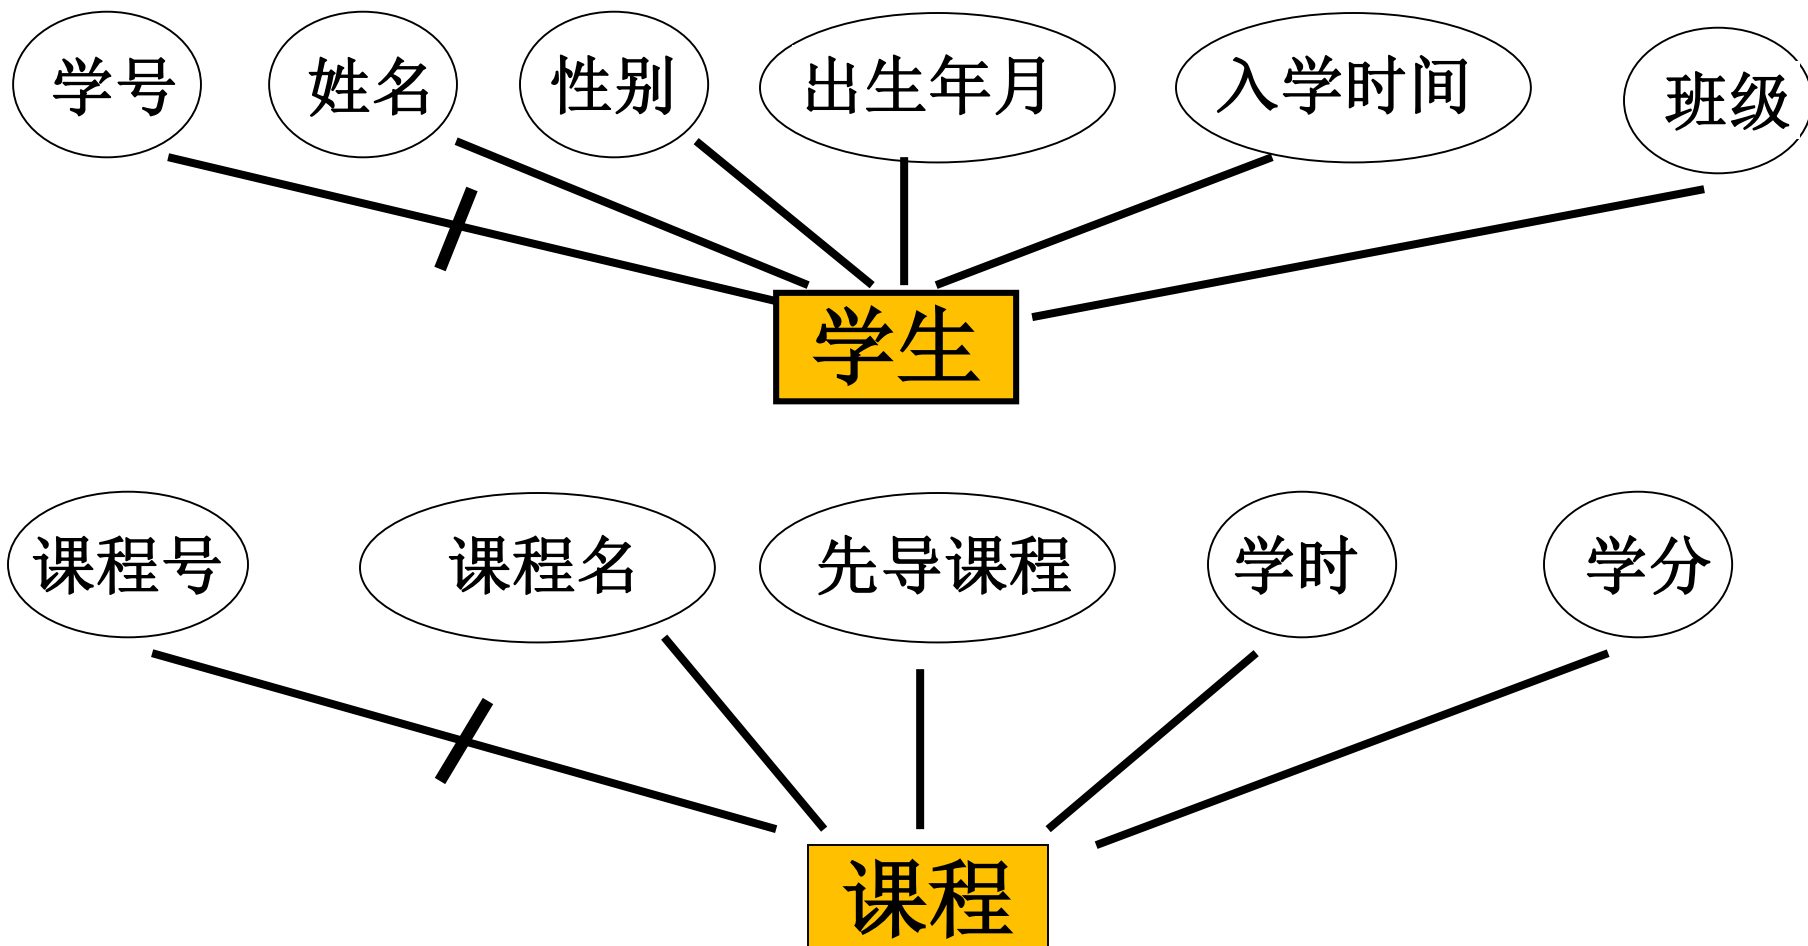 学号 姓名 性别 出生年月 入学时间 班级
学生
课程号 课程名 先导课程 学时 学分
课程